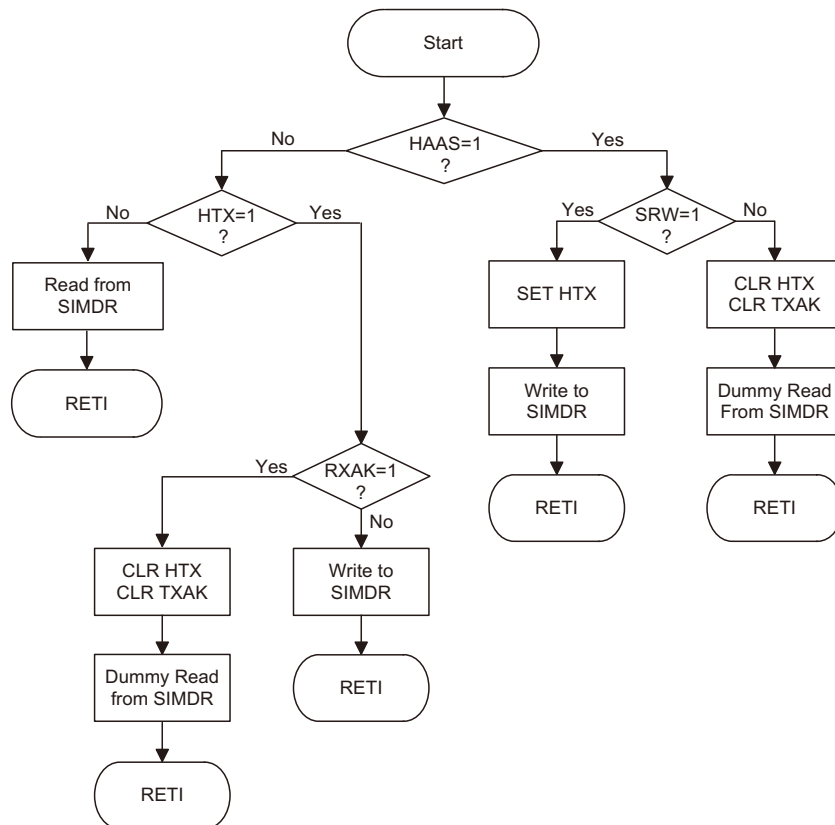 Start
No
HAAS=1
?
Yes
No
HTX=1
?
Yes
Yes
SRW=1
?
No
Read from
SIMDR
SET HTX
CLR HTX
CLR TXAK
RETI
Write to
SIMDR
Dummy Read
From SIMDR
Yes
RXAK=1
?
No
RETI
RETI
CLR HTX
CLR TXAK
Write to
SIMDR
Dummy Read
from SIMDR
RETI
RETI